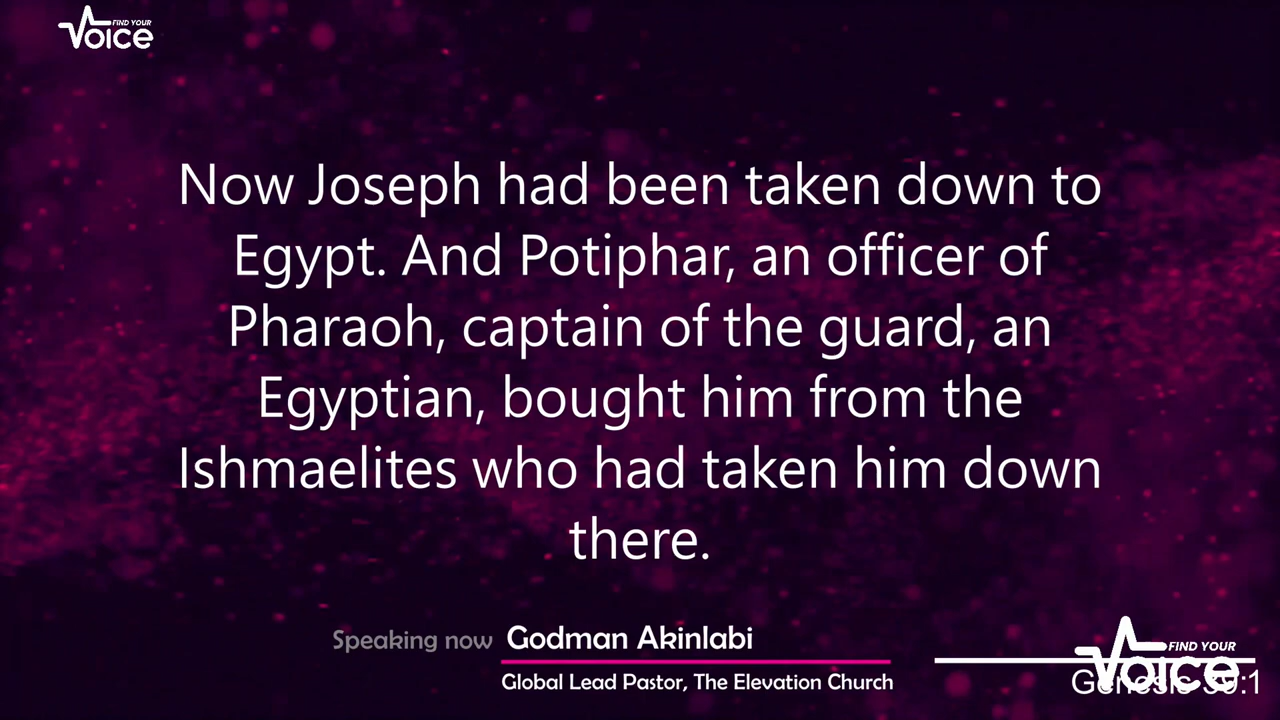 FIND YOUR
Voice
Now Joseph had been taken down to
Egypt. And Potiphar, an officer of
Pharaoh, captain of the guard, an
Egyptian, bought him from the
Ishmaelites who had taken him down
there.
Speaking now Godman Akinlabi
Global Lead Pastor, The Elevation Church
FIND YOUR
Voice
Genesis 39:1